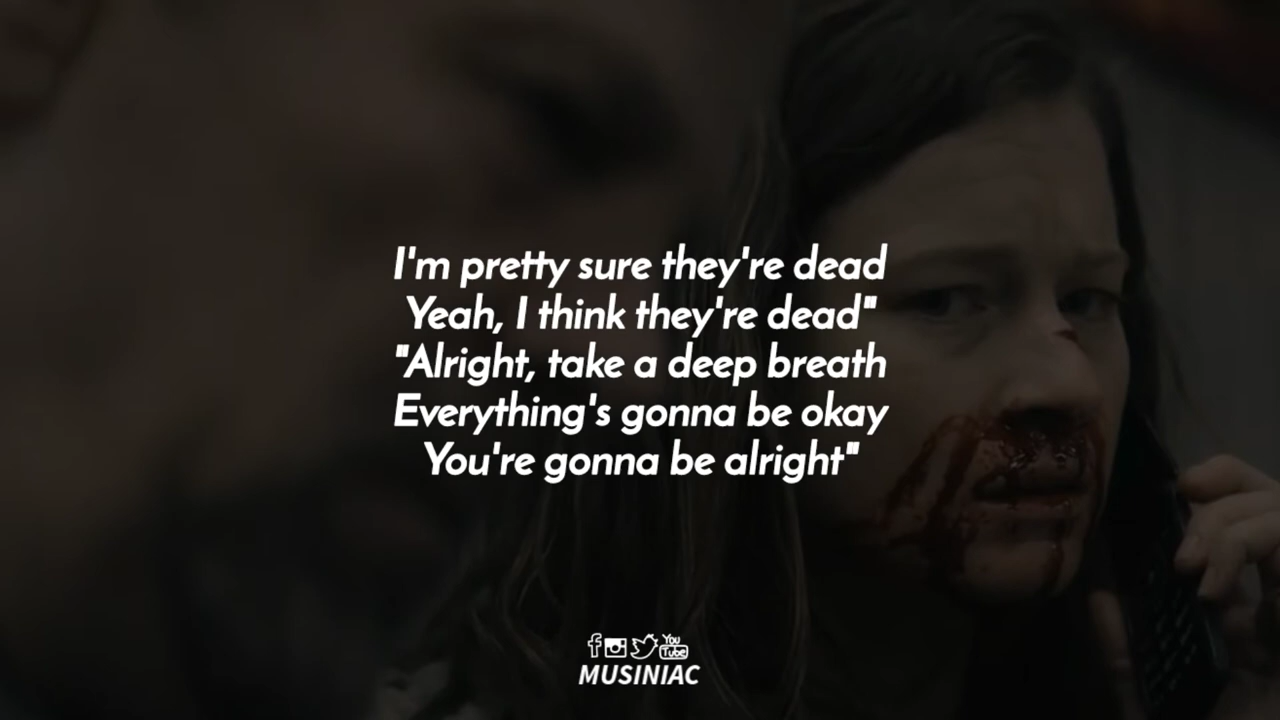 I'm pretty sure they're dead
Yeah, I think they're dead"
"Alright, take a deep breath
Everything's gonna be okay
You're gonna be alright"
You
Tube
MUSINIAC